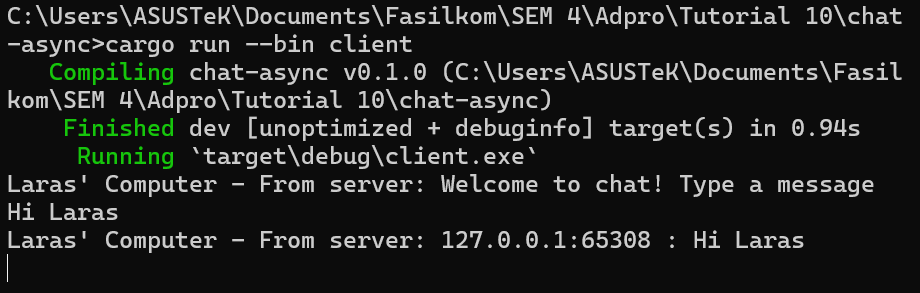 C:\Users\ASUSTeK\Documents\Fasilkom\SEM 4\Adpro\Tutorial 10\chat
-async>cargo run --bin client
   Compiling chat-async v0.1.0 (C:\Users\ASUSTeK\Documents\Fasil
kom\SEM 4\Adpro\Tutorial 10\chat-async)
    Finished dev [unoptimized + debuginfo] target(s) in 0.94s
     Running `target\debug\client.exe`
Laras' Computer - From server: Welcome to chat! Type a message
Hi Laras
Laras' Computer - From server: 127.0.0.1:65308 : Hi Laras